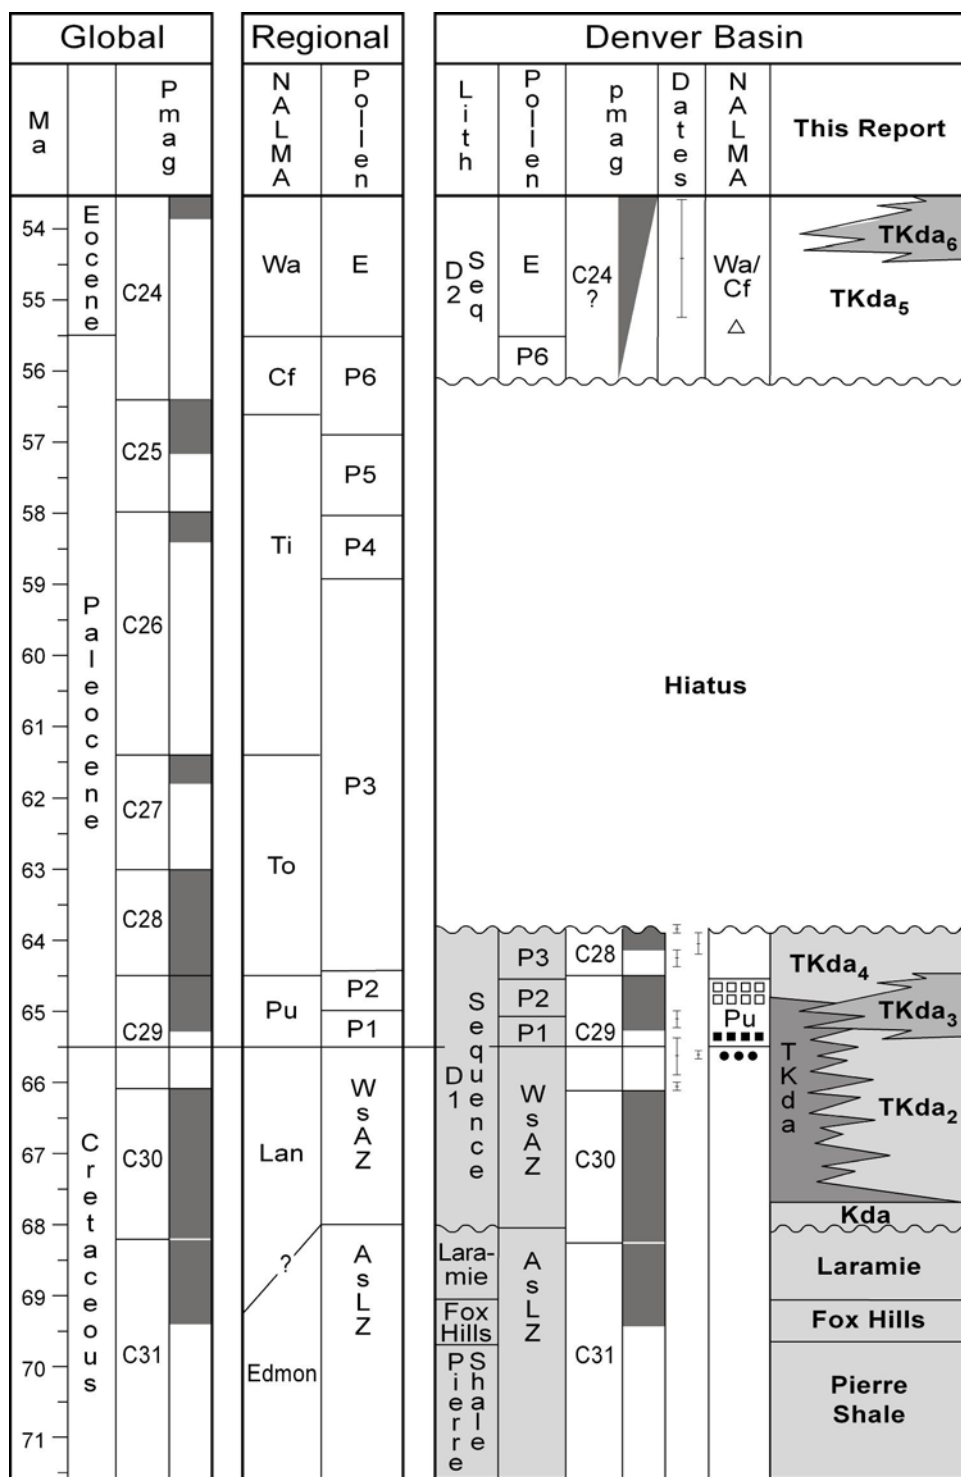 Global
Regional
Denver Basin
Ma
Pmag
NALMA
Pollen
Lith
Pollen
pmag
Dates
NALMA
This Report
54
55
56
57
58
59
60
61
62
63
64
65
66
67
68
69
70
71
Eocene
Paleocene
Cretaceous
C24
C25
C26
C27
C28
C29
C30
C31
Wa
Cf
Ti
To
Pu
Lan
?
Edmon
E
P6
P5
P4
P3
P2
P1
WsAZ
AsLZ
D2 Seq
D1 Sequence
Lara-
mie
Fox
Hills
Pierre Shale
E
P6
P3
P2
P1
WsAZ
AsLZ
C24
?
C28
C29
C30
C31
Wa/
Cf
Pu
TKda6
TKda5
Hiatus
TKda4
TKda3
TKda
TKda2
Kda
Laramie
Fox Hills
Pierre
Shale